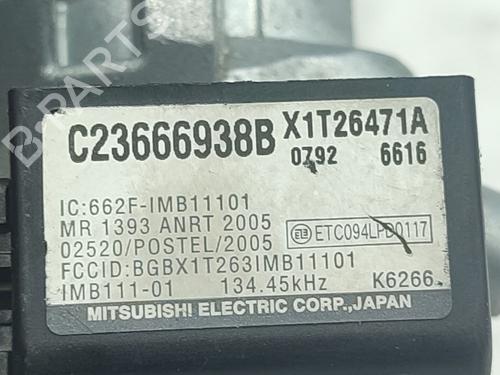 C23666938B X1T26471A
0792 6616
IC:662F-IMB11101
MR 1393 ANRT 2005
02520/POSTEL/2005 ETC094LPD0117
FCCID:BGBX1T263IMB11101
IMB111-01 134.45kHz K6266
MITSUBISHI ELECTRIC CORP.,JAPAN
B-PARTS